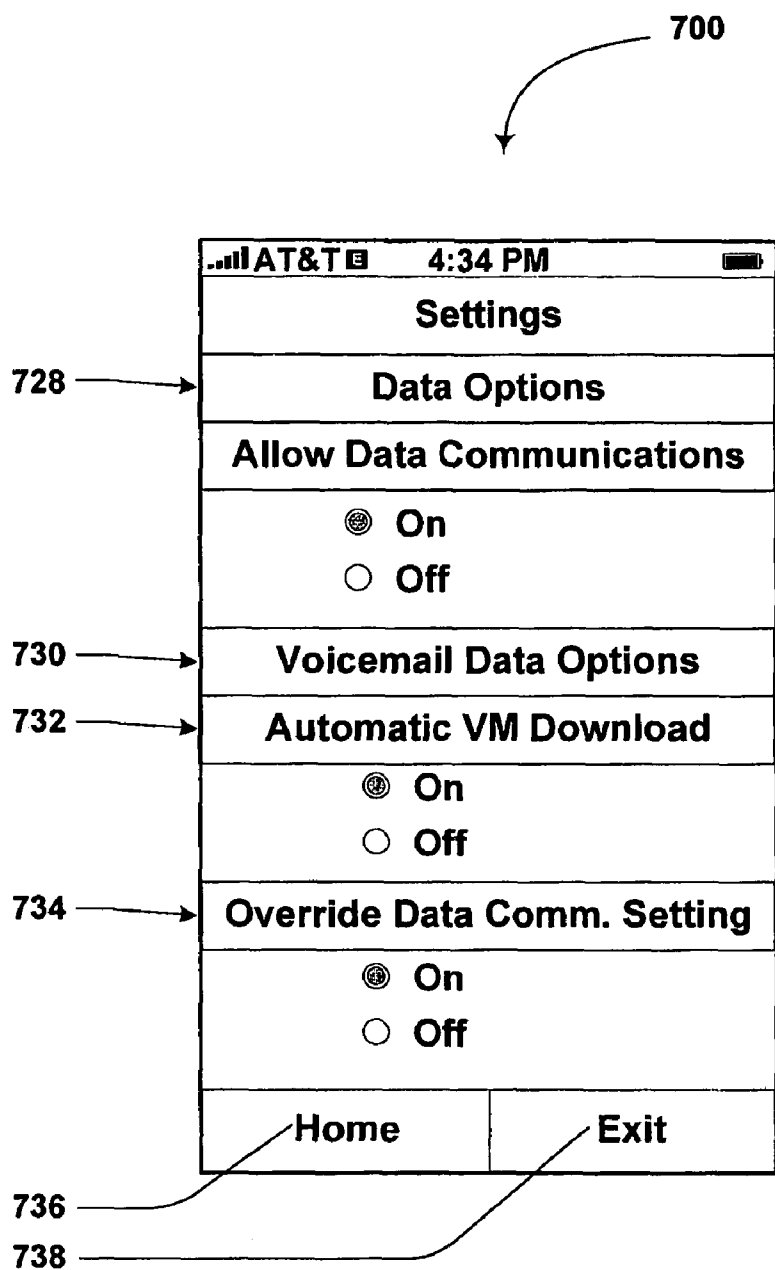 700
AT&T E 4:34 PM
Settings
728 Data Options
Allow Data Communications
On
Off
730 Voicemail Data Options
732 Automatic VM Download
On
Off
734 Override Data Comm. Setting
On
Off
Home Exit
736
738